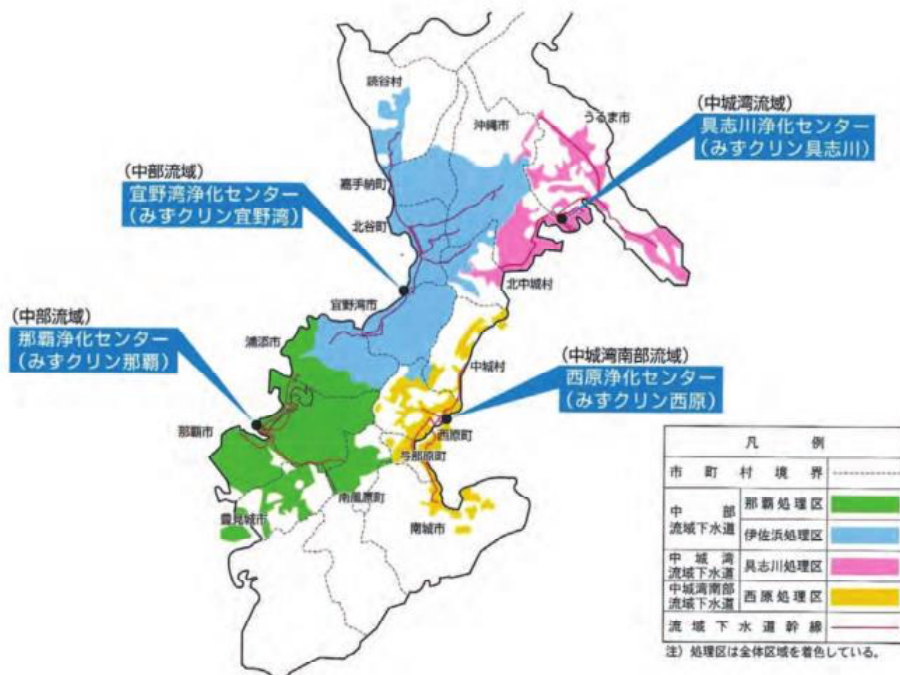 読谷村
沖縄市
うるま市
(中城湾流域)
具志川浄化センター
(みずクリン具志川)
(中部流域)
宜野湾浄化センター
(みずクリン宜野湾)
嘉手納町
北谷町
北中城村
宜野湾市
(中部流域)
那覇浄化センター
(みずクリン那覇)
浦添市
中城村
(中城湾南部流域)
西原浄化センター
(みずクリン西原)
那覇市
西原町
与那原町
南風原町
豊見城市
南城市
凡 例
市町村境界
中部
流域下水道
那覇処理区
伊佐浜処理区
中城湾
流域下水道
具志川処理区
中城湾南部
流域下水道
西原処理区
流域下水道幹線
注)処理区は全体区域を着色している。